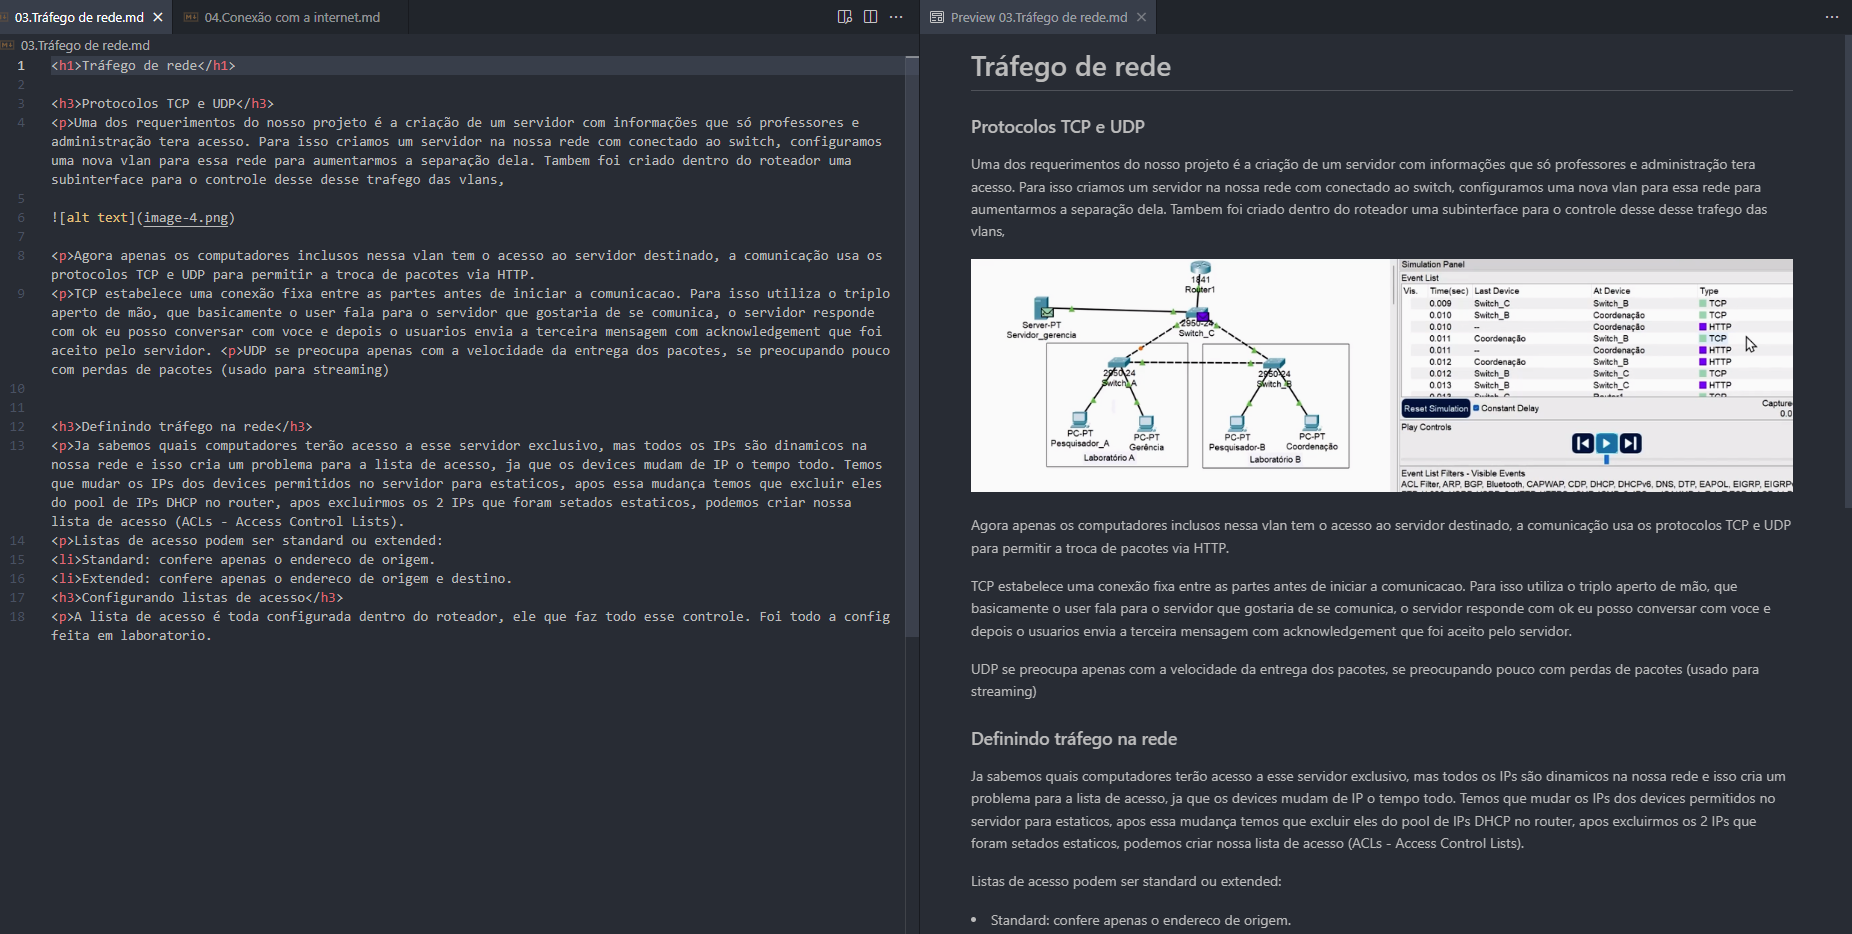 03.Tráfego de rede.md
04.Conexão com a internet.md
03.Tráfego de rede.md
1 <h1>Tráfego de rede</h1>
2
3 <h3>Protocolos TCP e UDP</h3>
4 <p>Uma dos requerimentos do nosso projeto é a criação de um servidor com informações que só professores e
administração tera acesso. Para isso criamos um servidor na nossa rede com conectado ao switch, configuramos
uma nova vlan para essa rede para aumentarmos a separação dela. Tambem foi criado dentro do roteador uma
subinterface para o controle desse desse trafego das vlans,
5
6 ![alt text](image-4.png)
7
8 <p>Agora apenas os computadores inclusos nessa vlan tem o acesso ao servidor destinado, a comunicação usa os
protocolos TCP e UDP para permitir a troca de pacotes via HTTP.
9 <p>TCP estabelece uma conexão fixa entre as partes antes de iniciar a comunicacao. Para isso utiliza o triplo
aperto de mão, que basicamente o user fala para o servidor que gostaria de se comunica, o servidor responde
com ok eu posso conversar com voce e depois o usuarios envia a terceira mensagem com acknowledgement que foi
aceito pelo servidor. <p>UDP se preocupa apenas com a velocidade da entrega dos pacotes, se preocupando pouco
com perdas de pacotes (usado para streaming)
10
11
12 <h3>Definindo tráfego na rede</h3>
13 <p>Ja sabemos quais computadores terão acesso a esse servidor exclusivo, mas todos os IPs são dinamicos na
nossa rede e isso cria um problema para a lista de acesso, ja que os devices mudam de IP o tempo todo. Temos
que mudar os IPs dos devices permitidos no servidor para estaticos, apos essa mudança temos que excluir eles
do pool de IPs DHCP no router, apos excluirmos os 2 IPs que foram setados estaticos, podemos criar nossa
lista de acesso (ACLs - Access Control Lists).
14 <p>Listas de acesso podem ser standard ou extended:
15 <li>Standard: confere apenas o endereco de origem.
16 <li>Extended: confere apenas o endereco de origem e destino.
17 <h3>Configurando listas de acesso</h3>
18 <p>A lista de acesso é toda configurada dentro do roteador, ele que faz todo esse controle. Foi todo a config
feita em laboratorio.
Preview 03.Tráfego de rede.md
Tráfego de rede
Protocolos TCP e UDP
Uma dos requerimentos do nosso projeto é a criação de um servidor com informações que só professores e administração tera
acesso. Para isso criamos um servidor na nossa rede com conectado ao switch, configuramos uma nova vlan para essa rede para
aumentarmos a separação dela. Tambem foi criado dentro do roteador uma subinterface para o controle desse desse trafego das
vlans,
1841
Router1
Server-PT
Servidor_gerencia
2950-24
Switch_C
2950-24
Switch_A
2950-24
Switch_B
PC-PT
Pesquisador_A
PC-PT
Gerência
Laboratório A
PC-PT
Pesquisador-B
PC-PT
Coordenação
Laboratório B
Simulation Panel
Event List
Vis. Time(sec) Last Device At Device Type
0.009 Switch_C Switch_B TCP
0.010 Switch_B Coordenação TCP
0.010 -- Coordenação HTTP
0.011 Coordenação Switch_B TCP
0.011 -- Coordenação HTTP
0.012 Coordenação Switch_B HTTP
0.012 Switch_B Switch_C TCP
0.013 Switch_B Switch_C HTTP
0.013 Switch_C Router1 TCP
Reset Simulation Constant Delay Capture
0.0
Play Controls
Event List Filters - Visible Events
ACL Filter, ARP, BGP, Bluetooth, CAPWAP, CDP, DHCP, DHCPv6, DNS, DTP, EAPOL, EIGRP, EIGRPv
Agora apenas os computadores inclusos nessa vlan tem o acesso ao servidor destinado, a comunicação usa os protocolos TCP e UDP
para permitir a troca de pacotes via HTTP.
TCP estabelece uma conexão fixa entre as partes antes de iniciar a comunicacao. Para isso utiliza o triplo aperto de mão, que
basicamente o user fala para o servidor que gostaria de se comunica, o servidor responde com ok eu posso conversar com voce e
depois o usuarios envia a terceira mensagem com acknowledgement que foi aceito pelo servidor.
UDP se preocupa apenas com a velocidade da entrega dos pacotes, se preocupando pouco com perdas de pacotes (usado para
streaming)
Definindo tráfego na rede
Ja sabemos quais computadores terão acesso a esse servidor exclusivo, mas todos os IPs são dinamicos na nossa rede e isso cria um
problema para a lista de acesso, ja que os devices mudam de IP o tempo todo. Temos que mudar os IPs dos devices permitidos no
servidor para estaticos, apos essa mudança temos que excluir eles do pool de IPs DHCP no router, apos excluirmos os 2 IPs que
foram setados estaticos, podemos criar nossa lista de acesso (ACLs - Access Control Lists).
Listas de acesso podem ser standard ou extended:
• Standard: confere apenas o endereco de origem.